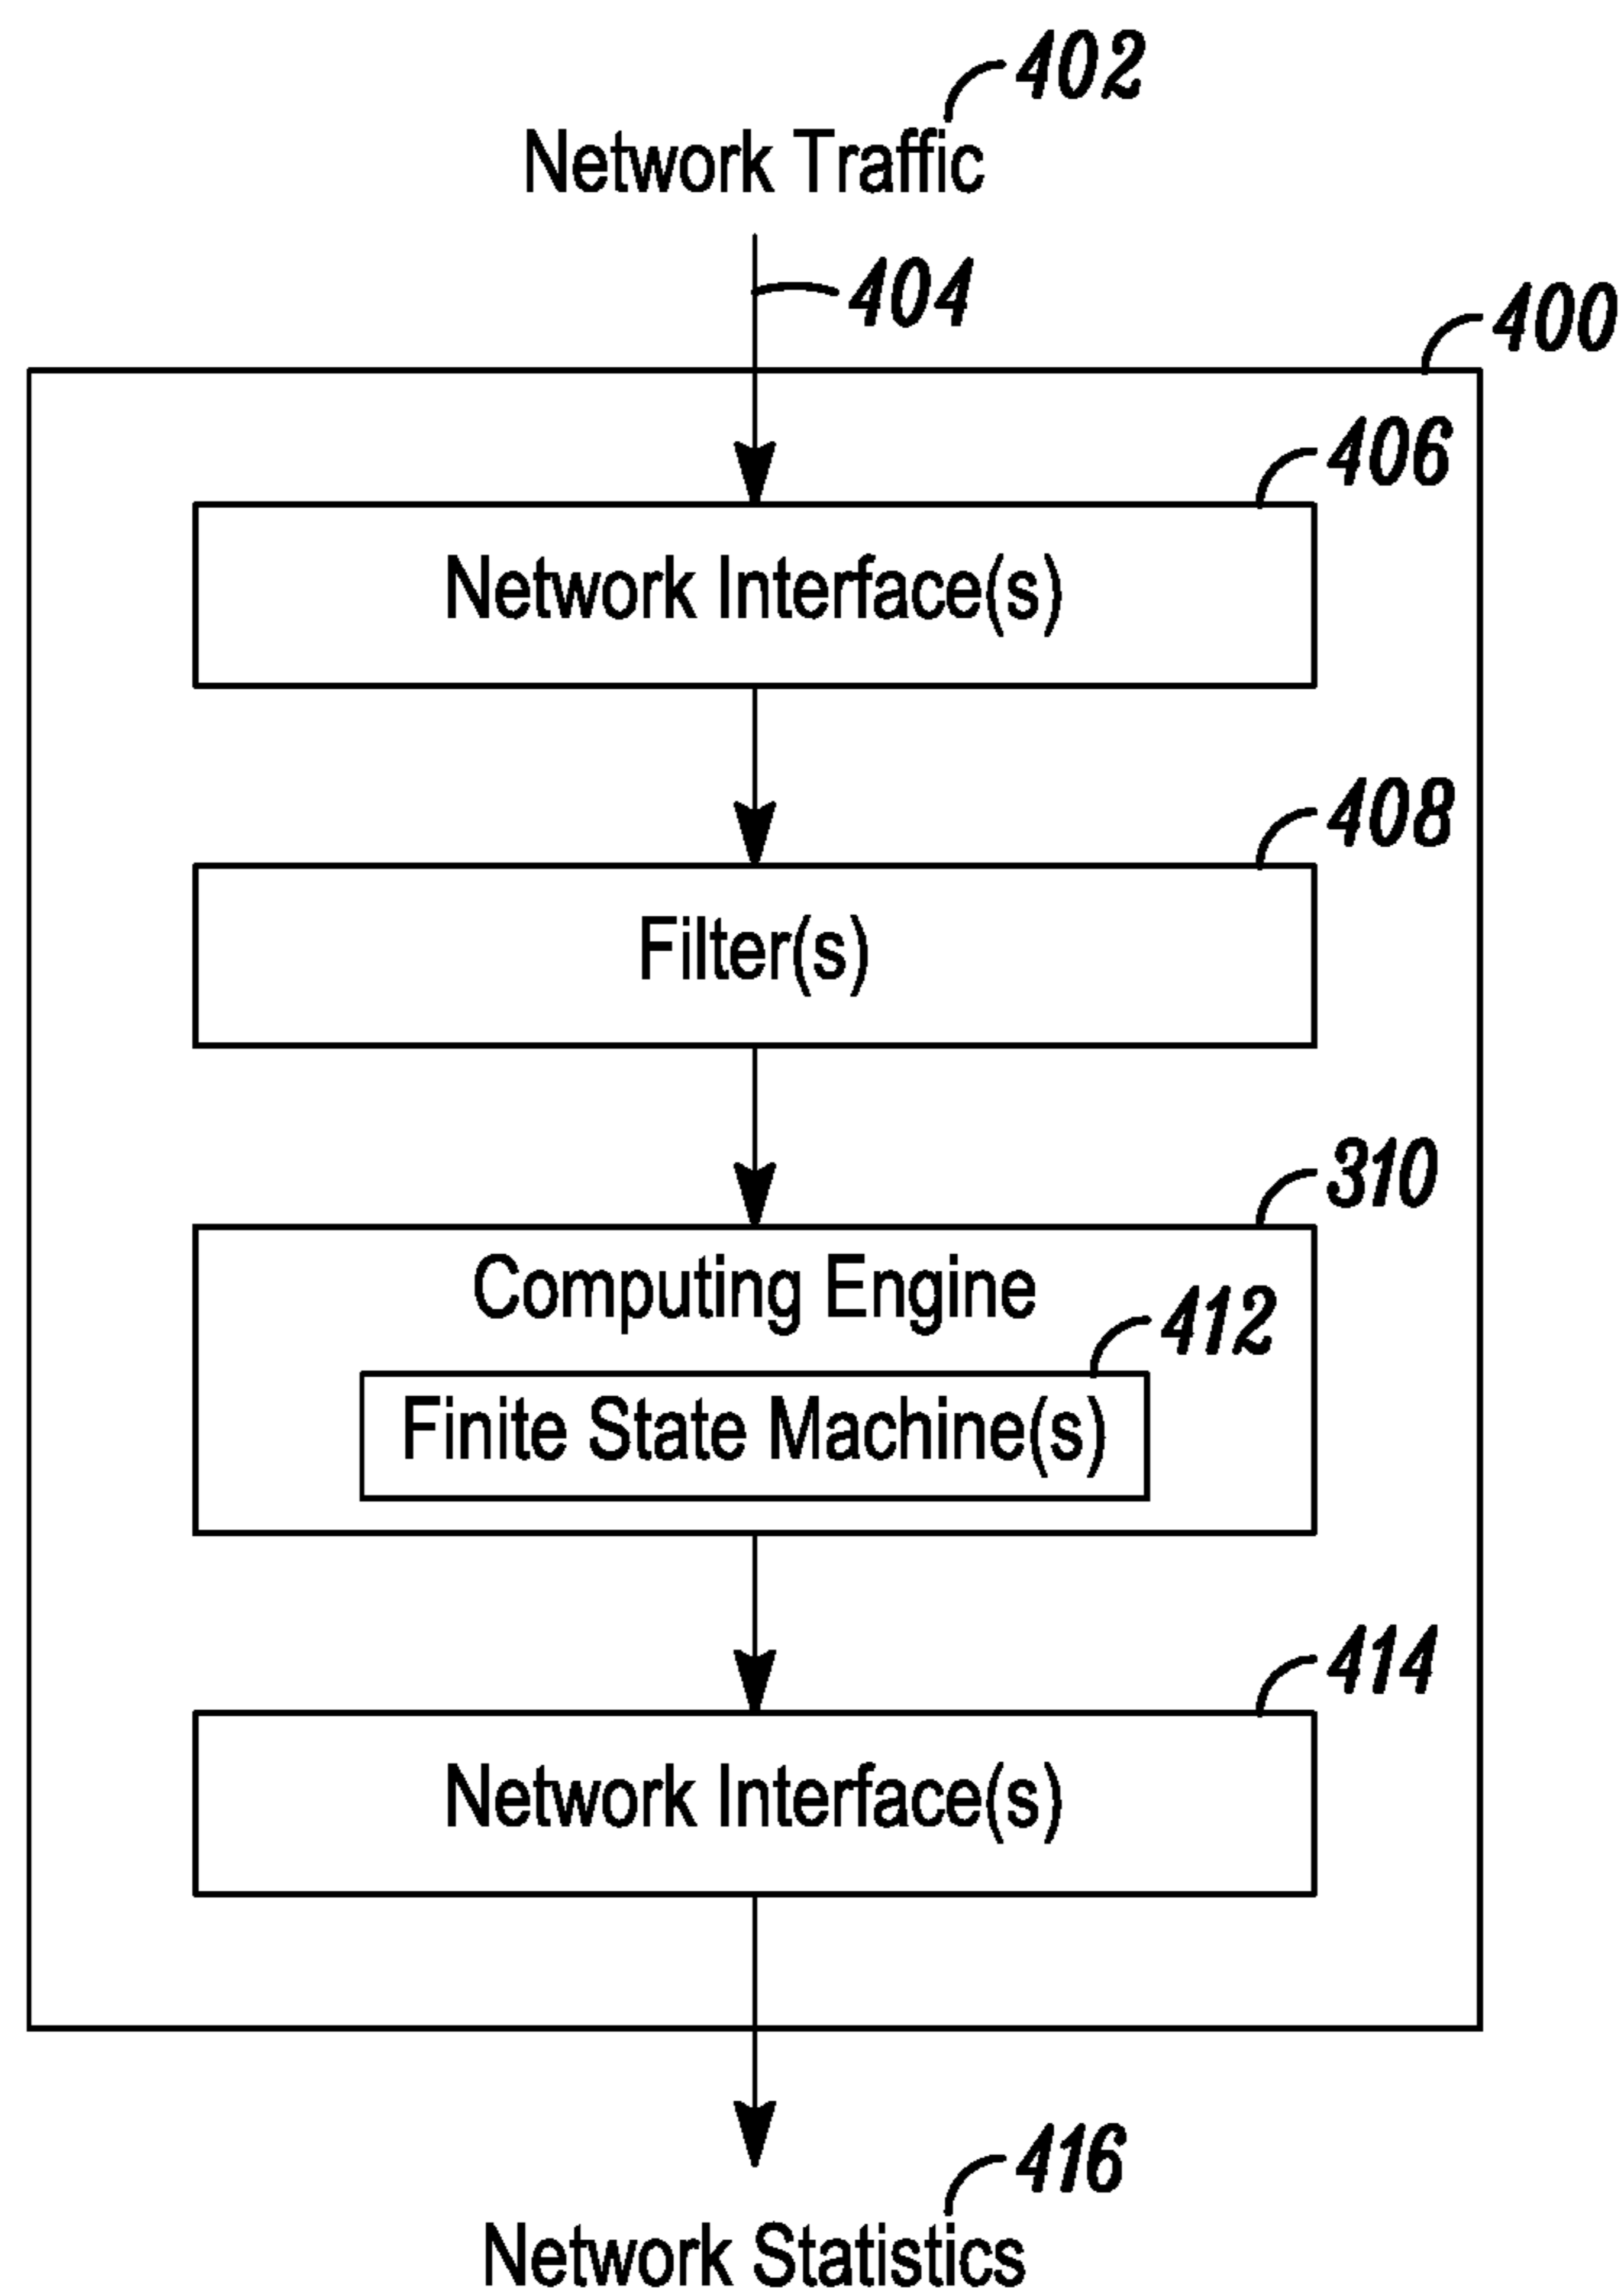 402
Network Traffic
404
400
406
Network Interface(s)
408
Filter(s)
310
Computing Engine
412
Finite State Machine(s)
414
Network Interface(s)
416
Network Statistics